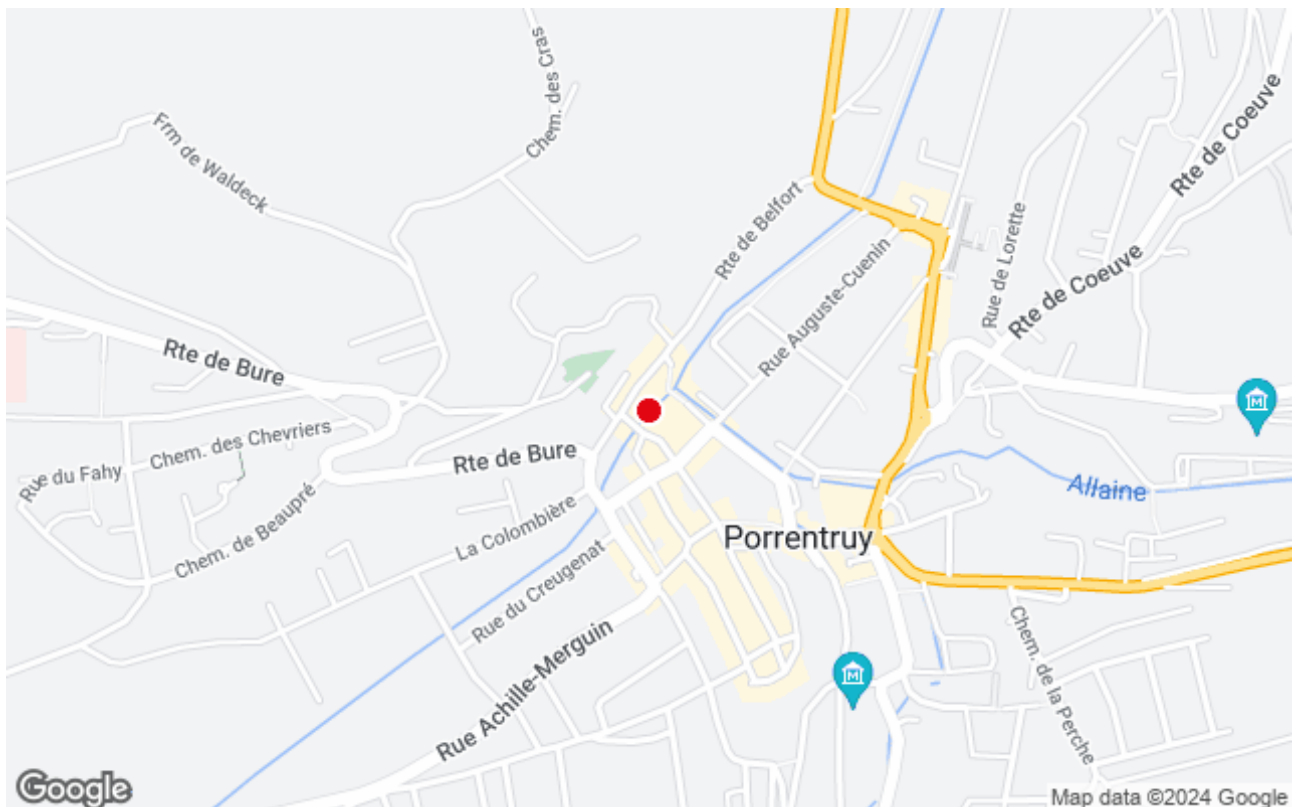 Chem. des Cras
Frm de Waldeck
Rte de Coeuve
Rte de Belfort
Rue de Lorette
Rue Auguste-Cuenin
Rte de Coeuve
Rte de Bure
Chem. des Chevriers
Rte de Bure
Rue du Fahy
Allaine
Chem. de Beaupré
La Colombière
Porrentruy
Rue du Creugenat
Rue Achille-Merguin
Chem. de la Perche
M
M
Google
Map data ©2024 Google